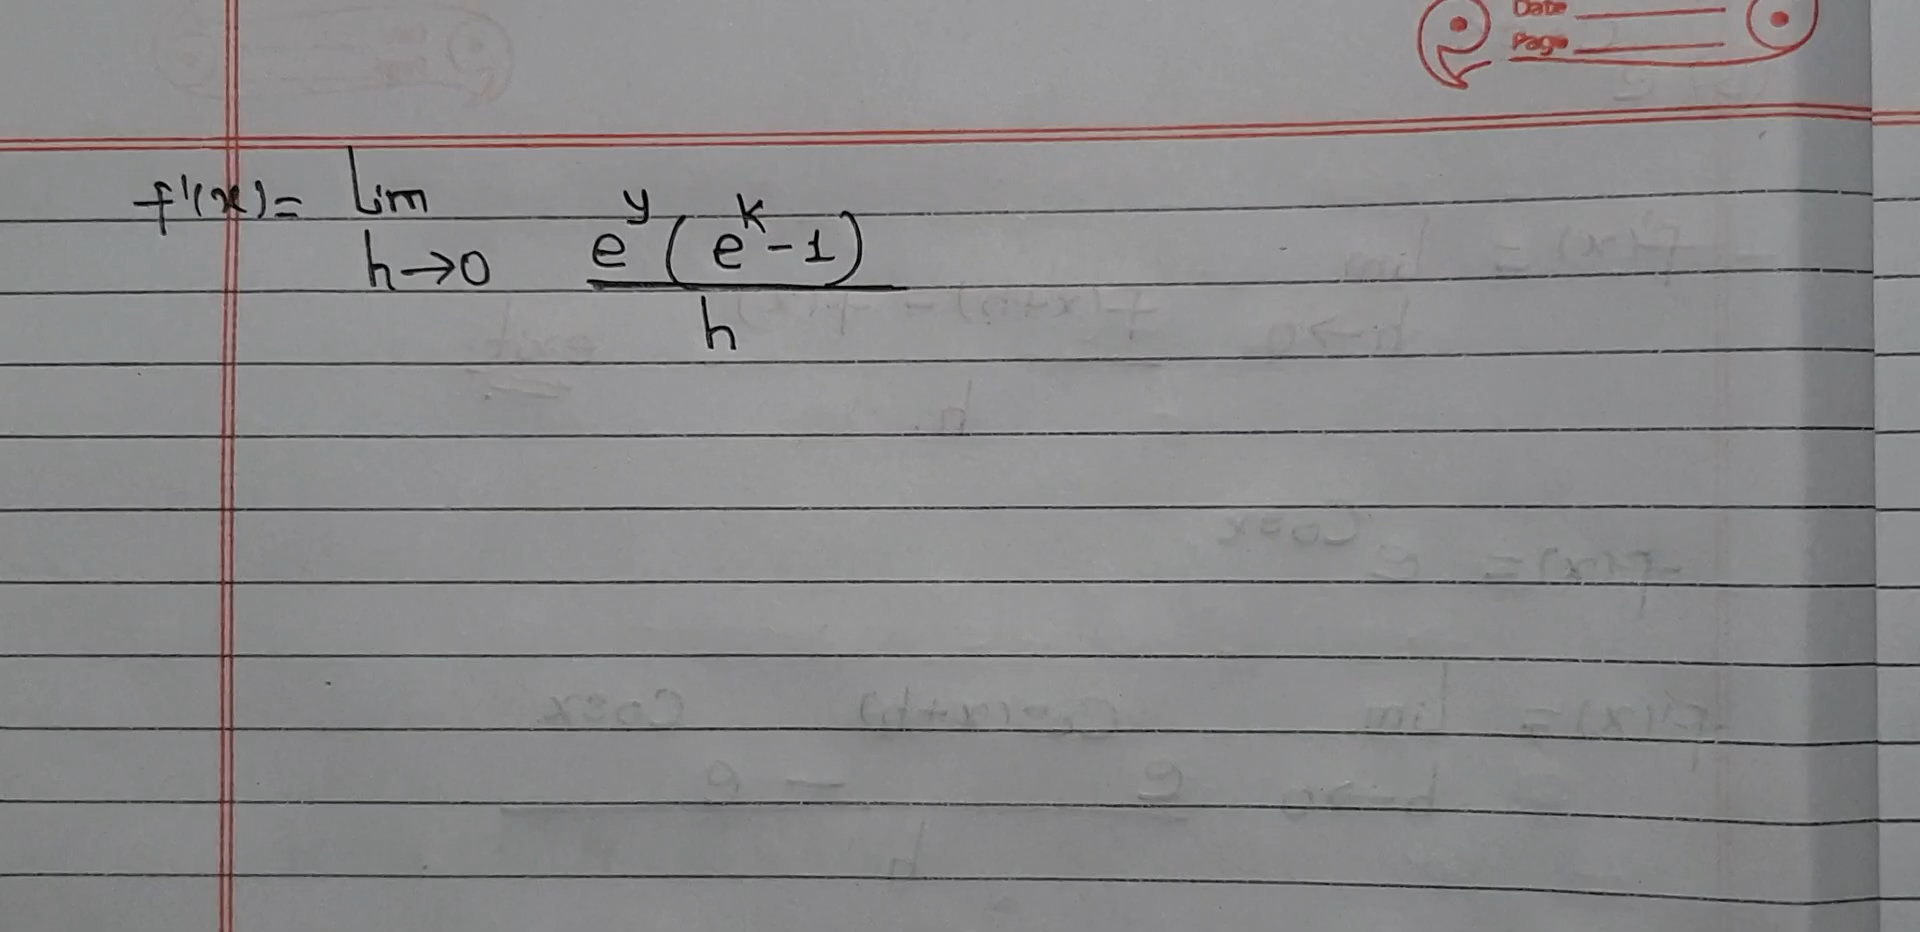 Date
Page
f'(x) = Lim
h→0 e^y (e^k - 1)
h